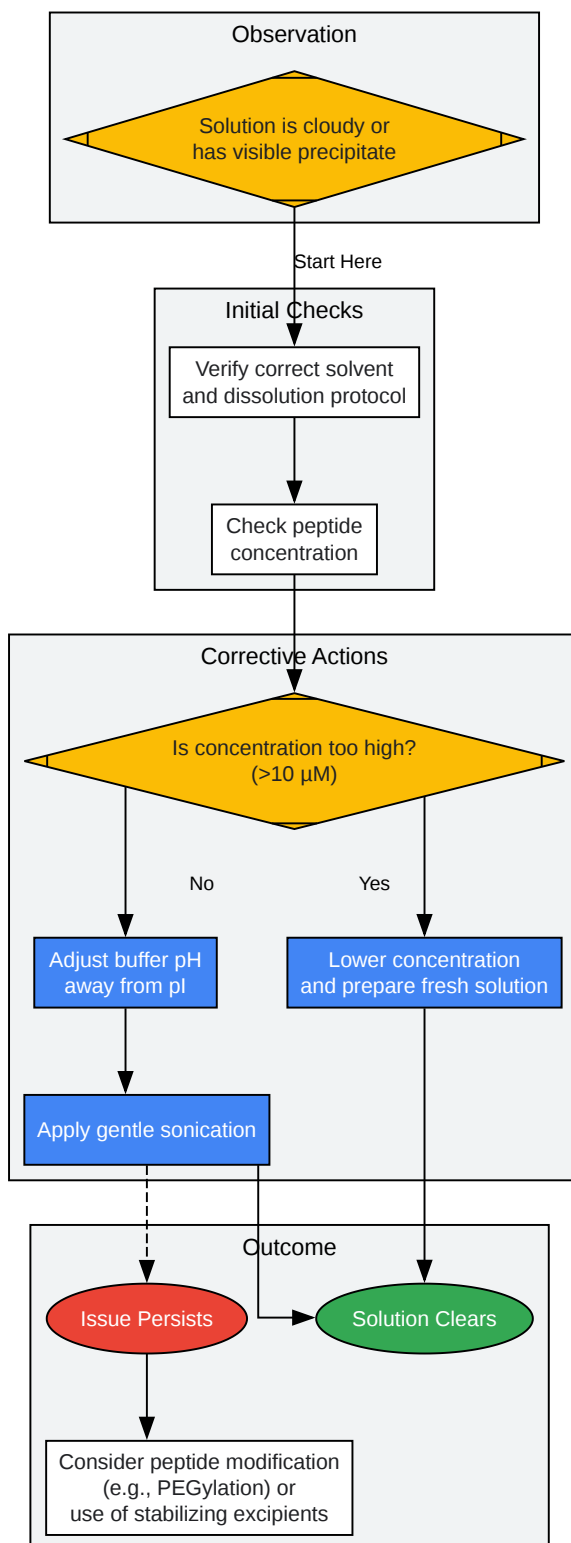 Observation
Solution is cloudy or
has visible precipitate
Start Here
Initial Checks
Verify correct solvent
and dissolution protocol
Check peptide
concentration
Corrective Actions
Is concentration too high?
(>10 µM)
No
Yes
Adjust buffer pH
away from pI
Lower concentration
and prepare fresh solution
Apply gentle sonication
Outcome
Issue Persists
Solution Clears
Consider peptide modification
(e.g., PEGylation) or
use of stabilizing excipients